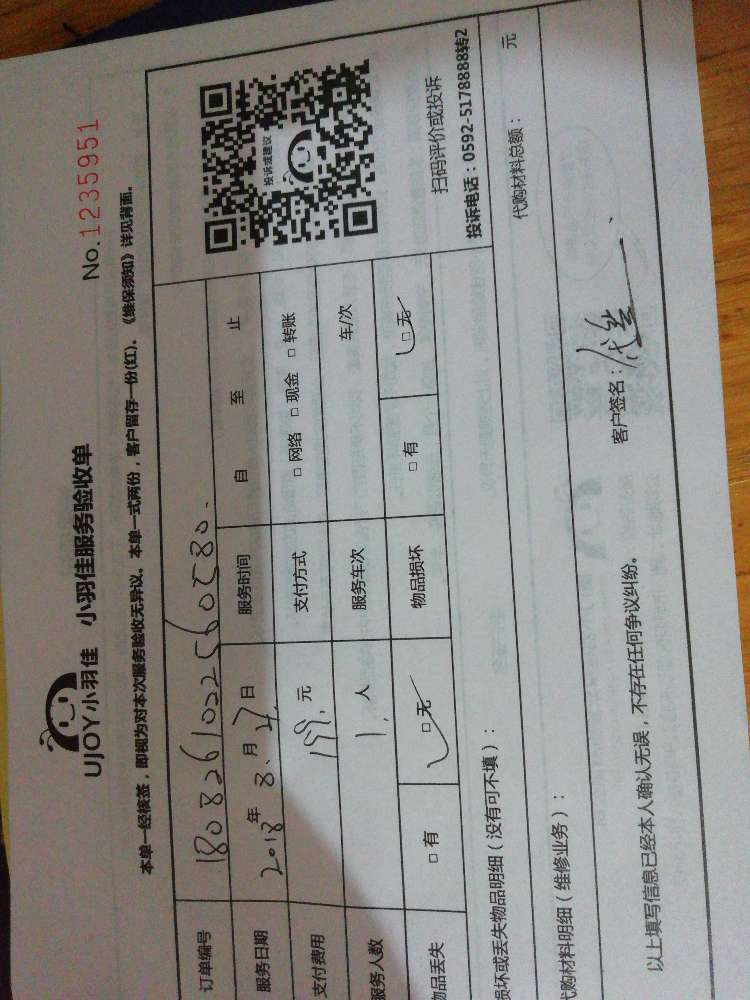 UJOY小羽佳 小羽佳服务验收单
No.1235951
本单一经核签，即视为对本次服务验收无异议。本单一式两份，客户留存一份(红)。《维保须知》详见背面。
订单编号 1808261022560580.
服务日期 2018年8月27日 服务时间 自 至 止
支付费用 元 支付方式 □网络 □现金 □转账
服务人数 1 人 服务车次 车/次
物品丢失 □有 □无 物品损坏 □有 □无
投诉或建议
扫码评价或投诉
投诉电话：0592-5178888转2
损坏或丢失物品明细（没有可不填）：
代购材料明细（维修业务）： 代购材料总额： 元
以上填写信息已经本人确认无误，不存在任何争议纠纷。 客户签名：